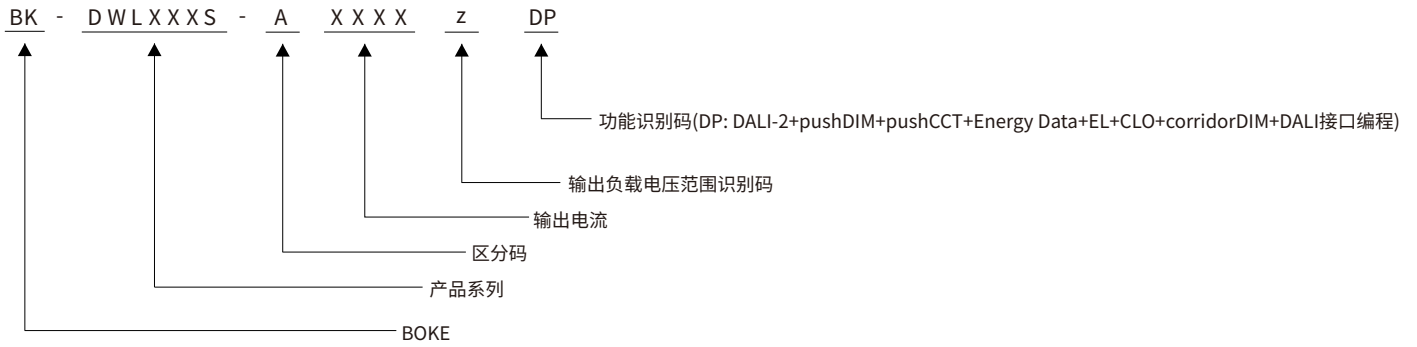 BK - DWLXXXS - A XXXX z DP
功能识别码(DP: DALI-2+pushDIM+pushCCT+Energy Data+EL+CLO+corridorDIM+DALI接口编程)
输出负载电压范围识别码
输出电流
区分码
产品系列
BOKE